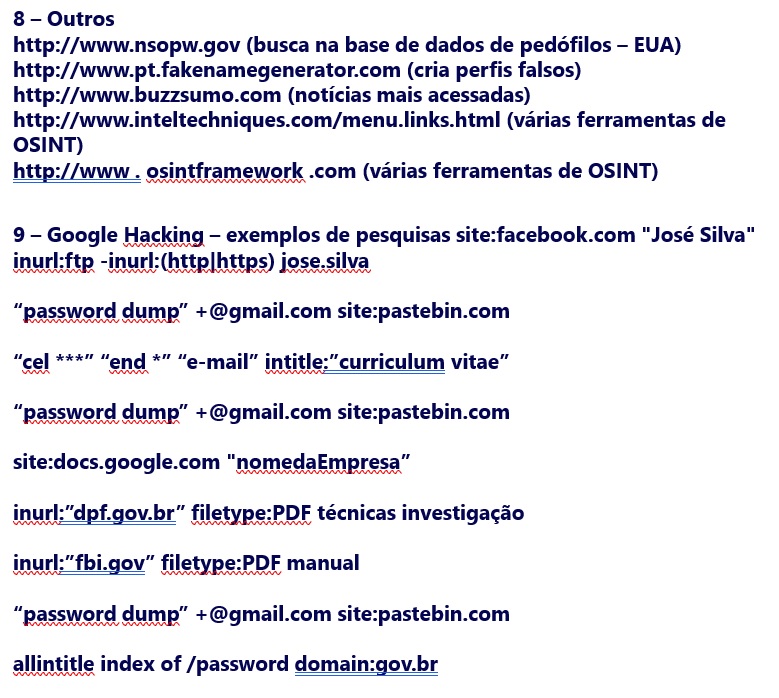 8 – Outros
http://www.nsopw.gov (busca na base de dados de pedófilos – EUA)
http://www.pt.fakenamegenerator.com (cria perfis falsos)
http://www.buzzsumo.com (notícias mais acessadas)
http://www.inteltechniques.com/menu.links.html (várias ferramentas de
OSINT)
http://www . osintframework .com (várias ferramentas de OSINT)
9 – Google Hacking – exemplos de pesquisas site:facebook.com "José Silva"
inurl:ftp -inurl:(http|https) jose.silva
“password dump” +@gmail.com site:pastebin.com
“cel ***” “end *” “e-mail” intitle:”curriculum vitae”
“password dump” +@gmail.com site:pastebin.com
site:docs.google.com "nomedaEmpresa”
inurl:”dpf.gov.br” filetype:PDF técnicas investigação
inurl:”fbi.gov” filetype:PDF manual
“password dump” +@gmail.com site:pastebin.com
allintitle index of /password domain:gov.br